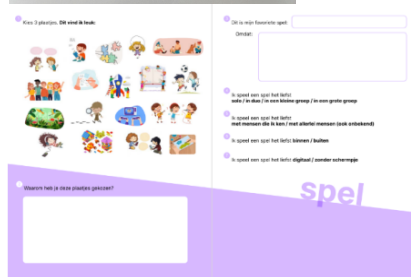 Kies 3 plaatjes. Dit vind ik leuk:
Waarom heb je deze plaatjes gekozen?
Dit is mijn favoriete spel:
Omdat:
Ik speel een spel het liefst
solo / in duo / in een kleine groep / in een grote groep
Ik speel een spel het liefst
met mensen die ik ken / met allerlei mensen (ook onbekend)
Ik speel een spel het liefst binnen / buiten
Ik speel een spel het liefst digitaal / zonder schermpje
spel